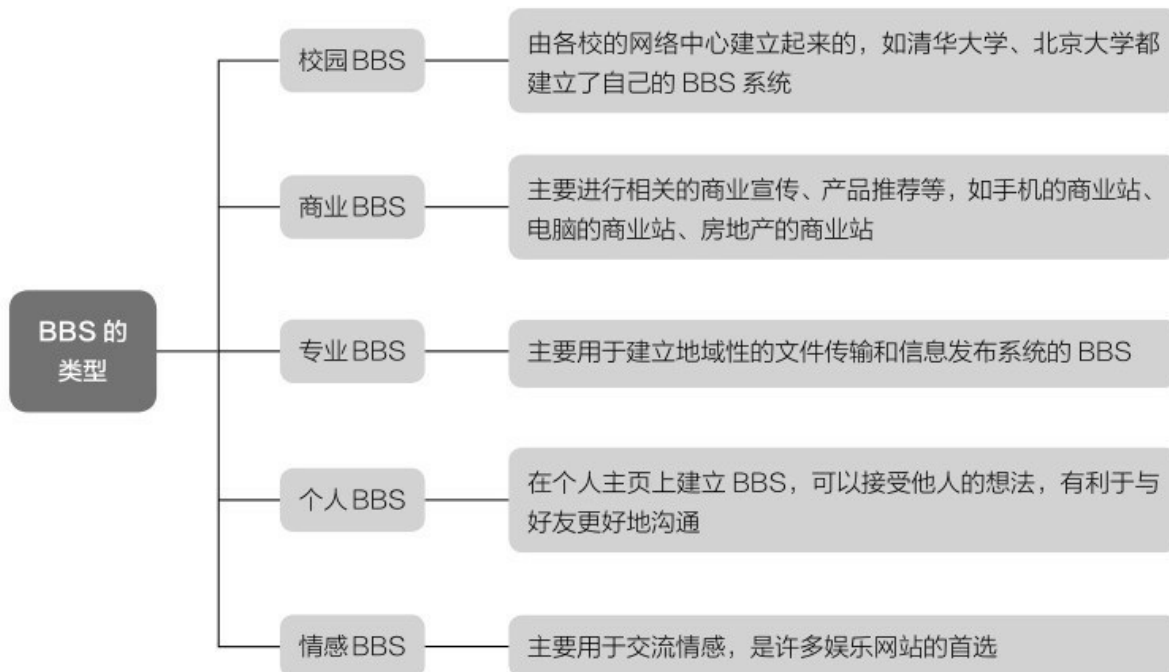 BBS 的
类型
校园BBS
由各校的网络中心建立起来的，如清华大学、北京大学都
建立了自己的 BBS 系统
商业BBS
主要进行相关的商业宣传、产品推荐等，如手机的商业站、
电脑的商业站、房地产的商业站
专业BBS
主要用于建立地域性的文件传输和信息发布系统的 BBS
个人BBS
在个人主页上建立 BBS，可以接受他人的想法，有利于与
好友更好地沟通
情感BBS
主要用于交流情感，是许多娱乐网站的首选